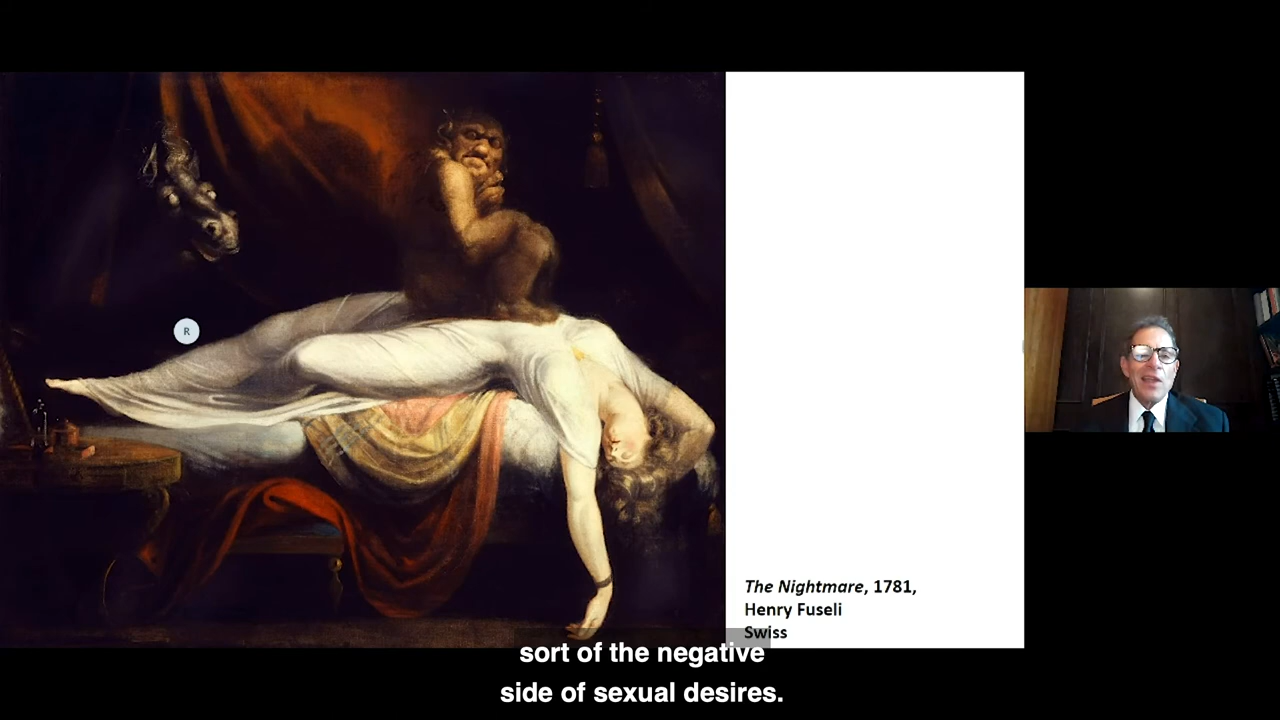 R
The Nightmare, 1781,
Henry Fuseli
Swiss
sort of the negative
side of sexual desires.